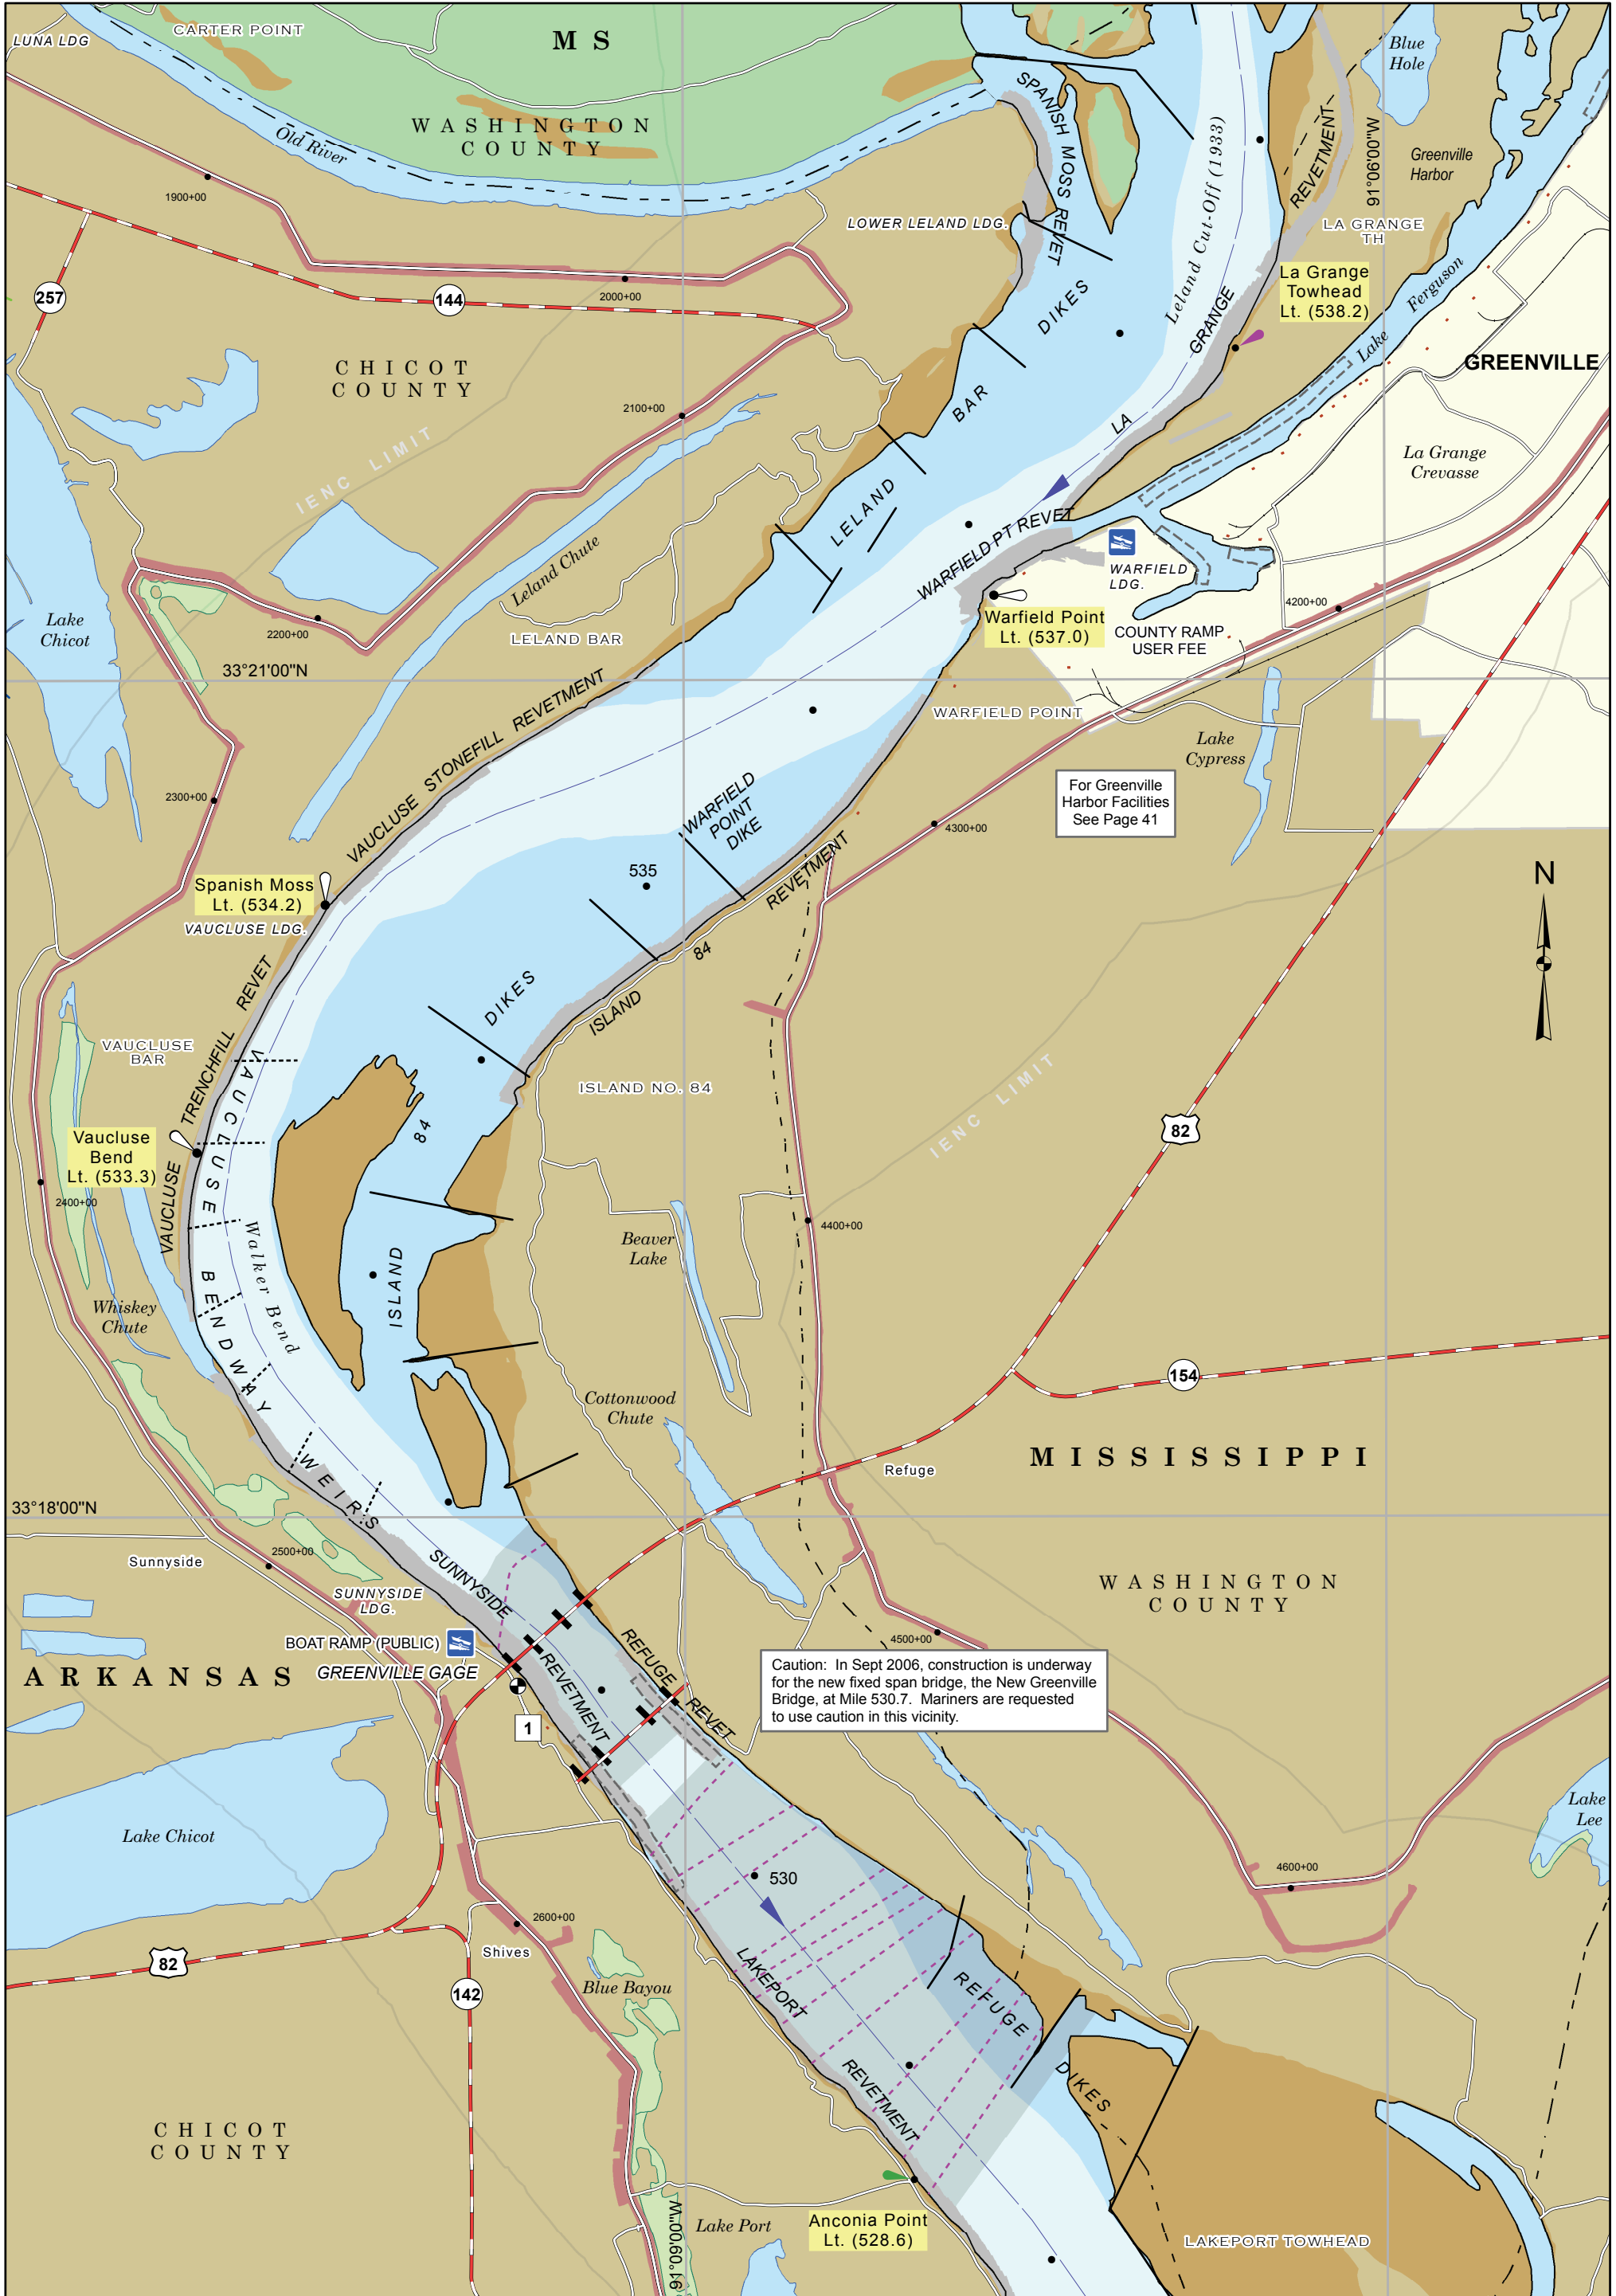 LUNA LDG
CARTER POINT
M S
Blue
Hole
Old River
WASHINGTON
COUNTY
SPANISH MOSS REVET
Leland Cut-Off (1933)
REVETMENT
91°06'00"W
Greenville
Harbor
1900+00
LOWER LELAND LDG.
LA GRANGE
TH
257
144
2000+00
DIKES
GRANGE
La Grange
Towhead
Lt. (538.2)
Lake
Ferguson
GREENVILLE
CHICOT
COUNTY
2100+00
BAR
LA
La Grange
Crevasse
IENC LIMIT
LELAND
WARFIELD PT REVET
WARFIELD
LDG.
Leland Chute
Lake
Chicot
2200+00
LELAND BAR
Warfield Point
Lt. (537.0)
COUNTY RAMP
USER FEE
4200+00
33°21'00"N
VAUCLUSE STONEFILL REVETMENT
WARFIELD POINT
Lake
Cypress
2300+00
WARFIELD
POINT
DIKE
For Greenville
Harbor Facilities
See Page 41
4300+00
535
REVETMENT
N
Spanish Moss
Lt. (534.2)
VAUCLUSE LDG.
84
DIKES
ISLAND
VAUCLUSE TRENCHFILL REVET
VAUCLUSE
BAR
ISLAND NO. 84
IENC LIMIT
82
84
Vaucluse
Bend
Lt. (533.3)
2400+00
VAUCLUSE BENDWAY WEIRS
Walker Bend
4400+00
Beaver
Lake
ISLAND
Whiskey
Chute
154
Cottonwood
Chute
MISSISSIPPI
Refuge
33°18'00"N
Sunnyside
2500+00
SUNNYSIDE
WASHINGTON
COUNTY
SUNNYSIDE
LDG.
BOAT RAMP (PUBLIC)
REFUGE REVET
4500+00
ARKANSAS
GREENVILLE GAGE
REVETMENT
Caution: In Sept 2006, construction is underway
for the new fixed span bridge, the New Greenville
Bridge, at Mile 530.7. Mariners are requested
to use caution in this vicinity.
1
Lake
Lee
Lake Chicot
530
4600+00
2600+00
Shives
82
142
Blue Bayou
LAKEPORT
REFUGE
REVETMENT
DIKES
CHICOT
COUNTY
91°09'00"W
Lake Port
Anconia Point
Lt. (528.6)
LAKEPORT TOWHEAD